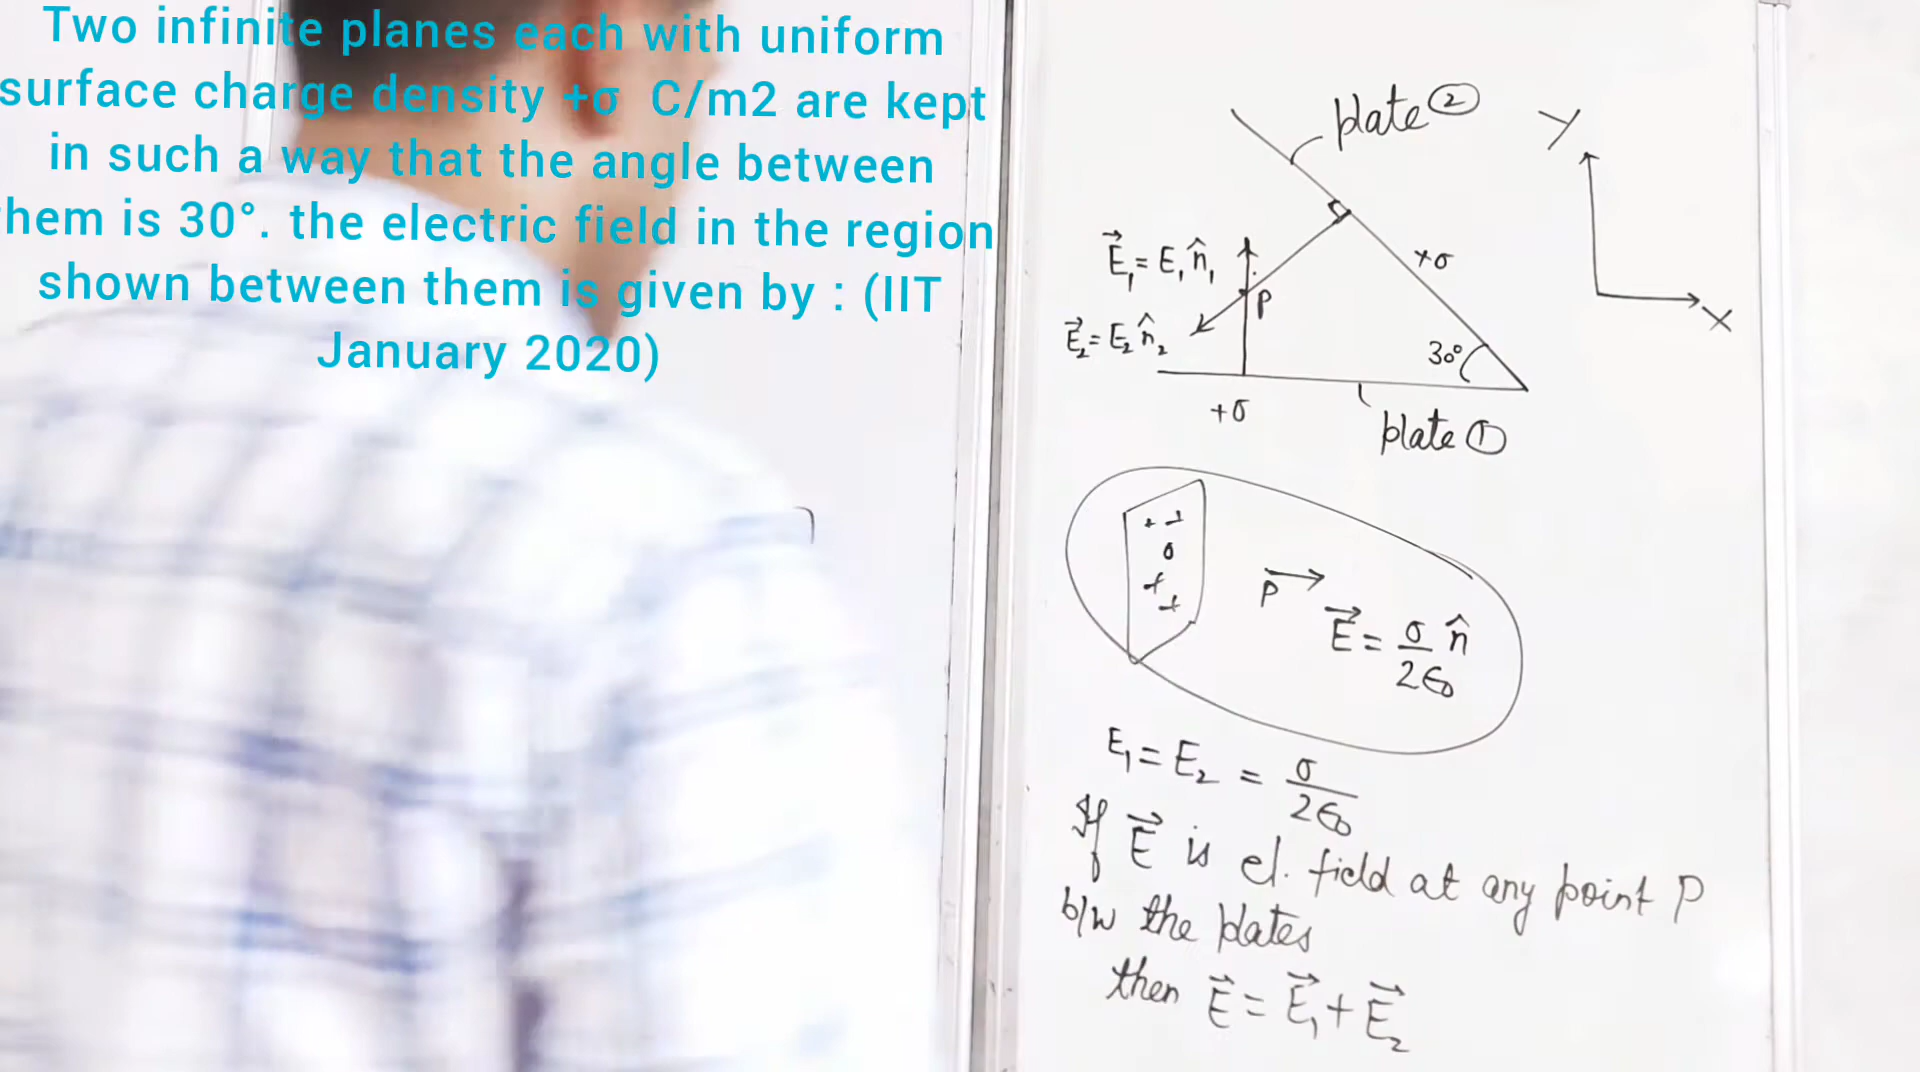 Two infinite planes each with uniform
surface charge density +σ C/m2 are kept
in such a way that the angle between
hem is 30°. the electric field in the region
shown between them is given by : (IIT
January 2020)
plate ②
Y
X
+σ
E⃗₁ = E₁ n̂₁
P
E⃗₂ = E₂ n̂₂
30°
+σ
plate ①
+ +
σ
+
+
P
E⃗ = σ/2ε₀ n̂
E₁ = E₂ = σ/2ε₀
If E⃗ is el. field at any point P
b/w the plates
then E⃗ = E⃗₁ + E⃗₂